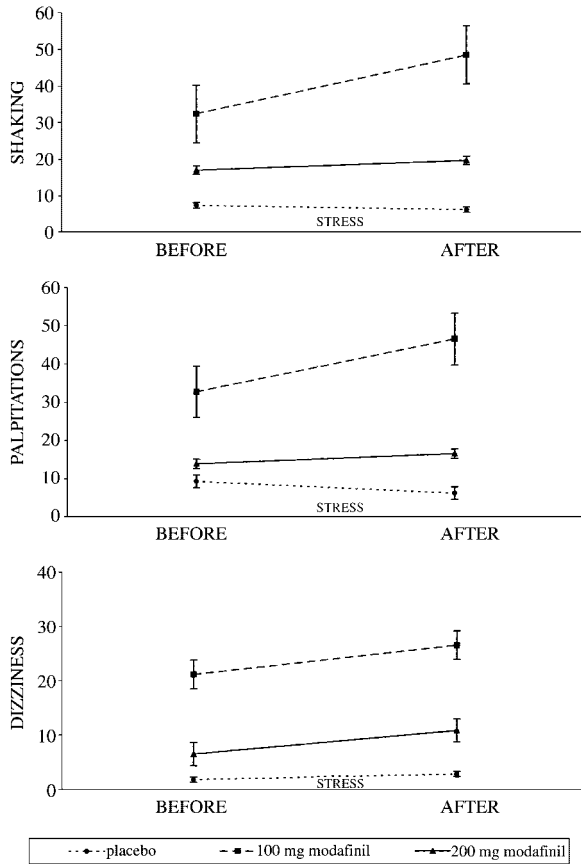 60
50
40
30
20
10
0
SHAKING
STRESS
BEFORE AFTER
60
50
40
30
20
10
0
PALPITATIONS
STRESS
BEFORE AFTER
40
30
20
10
0
DIZZINESS
STRESS
BEFORE AFTER
placebo 100 mg modafinil 200 mg modafinil